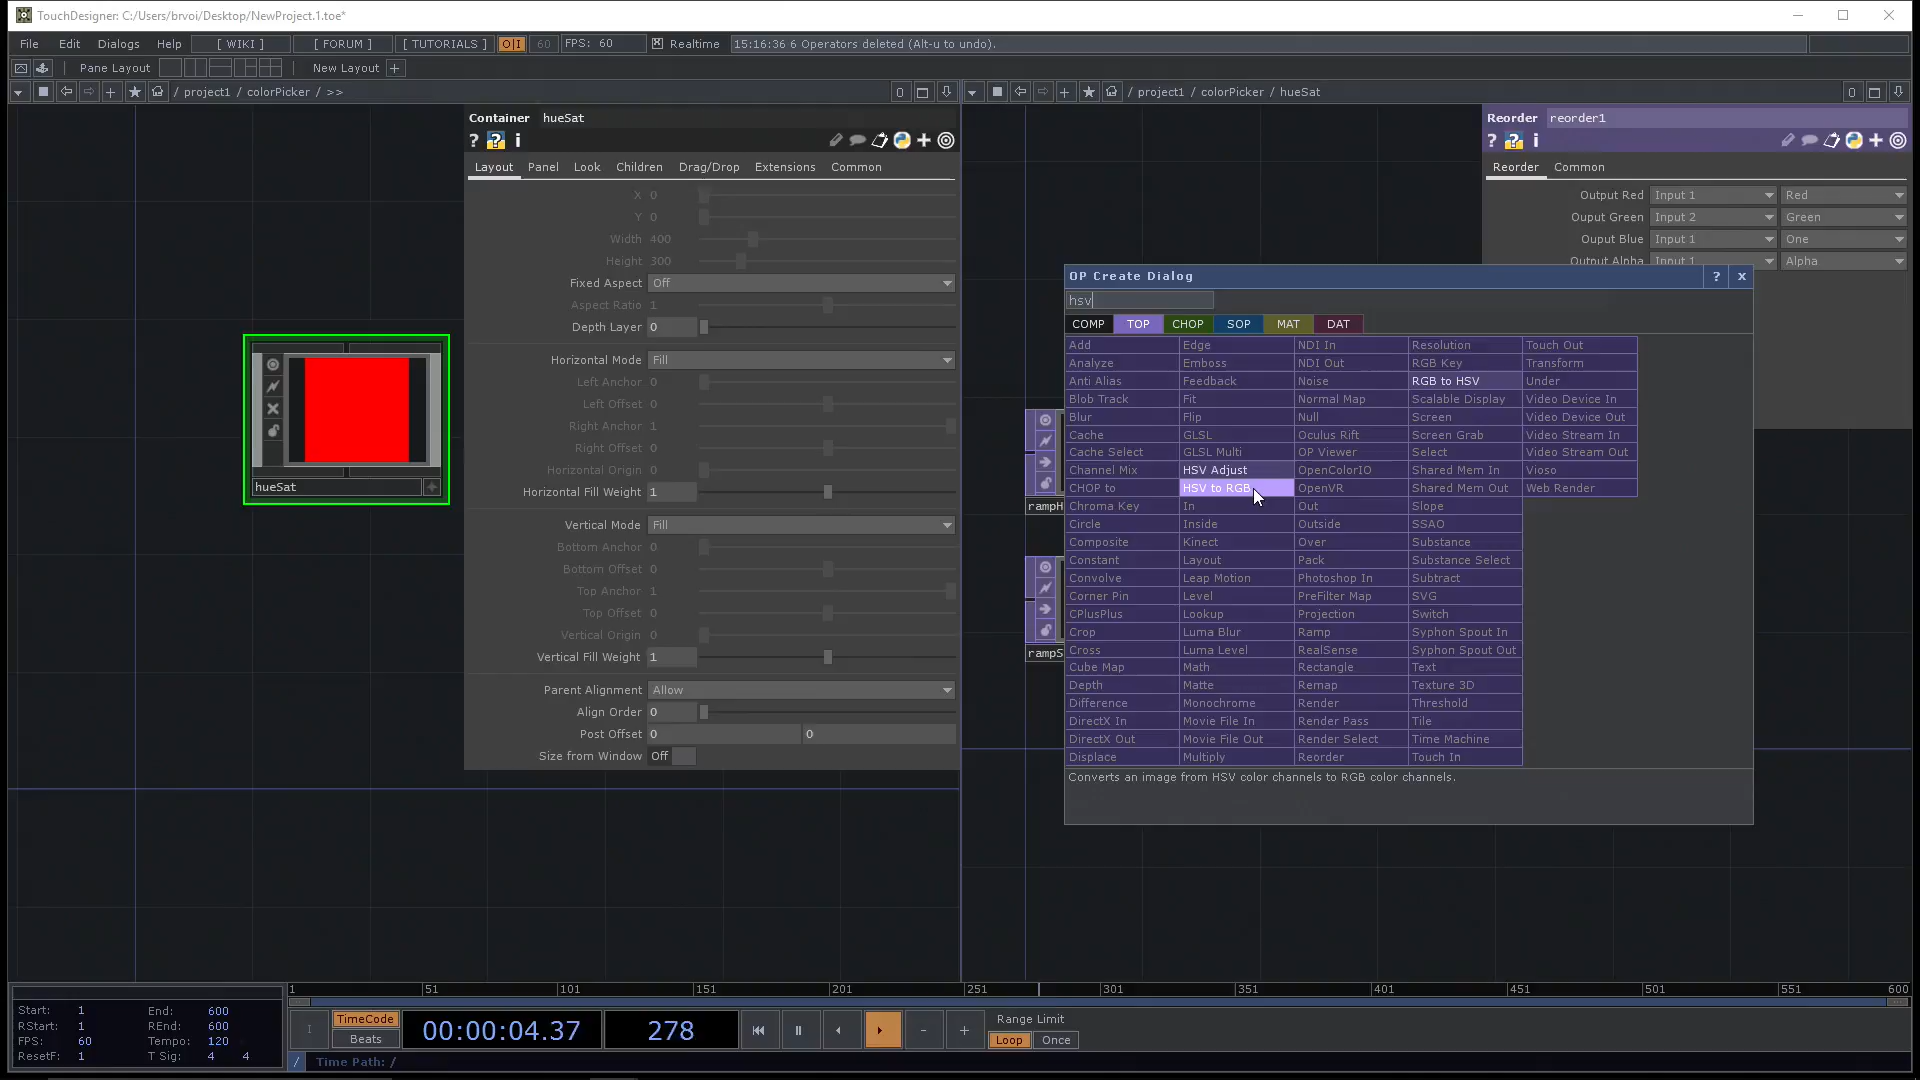 TouchDesigner: C:/Users/brvoi/Desktop/NewProject.1.toe*
File Edit Dialogs Help [ WIKI ] [ FORUM ] [ TUTORIALS ] O|I 60 FPS: 60 Realtime 15:16:36 6 Operators deleted (Alt-u to undo).
Pane Layout New Layout +
/ project1 / colorPicker / >> 0
/ project1 / colorPicker / hueSat 0
Container hueSat
? ? i
Layout Panel Look Children Drag/Drop Extensions Common
X 0
Y 0
Width 400
Height 300
Fixed Aspect Off
Aspect Ratio 1
Depth Layer 0
Horizontal Mode Fill
Left Anchor 0
Left Offset 0
Right Anchor 1
Right Offset 0
Horizontal Origin 0
Horizontal Fill Weight 1
Vertical Mode Fill
Bottom Anchor 0
Bottom Offset 0
Top Anchor 1
Top Offset 0
Vertical Origin 0
Vertical Fill Weight 1
Parent Alignment Allow
Align Order 0
Post Offset 0 0
Size from Window Off
hueSat
Reorder reorder1
? ? i
Reorder Common
Output Red Input 1 Red
Ouput Green Input 2 Green
Ouput Blue Input 1 One
Output Alpha Input 1 Alpha
rampH
rampS
OP Create Dialog ? x
hsv
COMP TOP CHOP SOP MAT DAT
Add Edge NDI In Resolution Touch Out
Analyze Emboss NDI Out RGB Key Transform
Anti Alias Feedback Noise RGB to HSV Under
Blob Track Fit Normal Map Scalable Display Video Device In
Blur Flip Null Screen Video Device Out
Cache GLSL Oculus Rift Screen Grab Video Stream In
Cache Select GLSL Multi OP Viewer Select Video Stream Out
Channel Mix HSV Adjust OpenColorIO Shared Mem In Vioso
CHOP to HSV to RGB OpenVR Shared Mem Out Web Render
Chroma Key In Out Slope
Circle Inside Outside SSAO
Composite Kinect Over Substance
Constant Layout Pack Substance Select
Convolve Leap Motion Photoshop In Subtract
Corner Pin Level PreFilter Map SVG
CPlusPlus Lookup Projection Switch
Crop Luma Blur Ramp Syphon Spout In
Cross Luma Level RealSense Syphon Spout Out
Cube Map Math Rectangle Text
Depth Matte Remap Texture 3D
Difference Monochrome Render Threshold
DirectX In Movie File In Render Pass Tile
DirectX Out Movie File Out Render Select Time Machine
Displace Multiply Reorder Touch In
Converts an image from HSV color channels to RGB color channels.
1 51 101 151 201 251 301 351 401 451 501 551 600
Start: 1 End: 600
RStart: 1 REnd: 600
FPS: 60 Tempo: 120
ResetF: 1 T Sig: 4 4
TimeCode
Beats
00:00:04.37 278
- +
Range Limit
Loop Once
/ Time Path: /